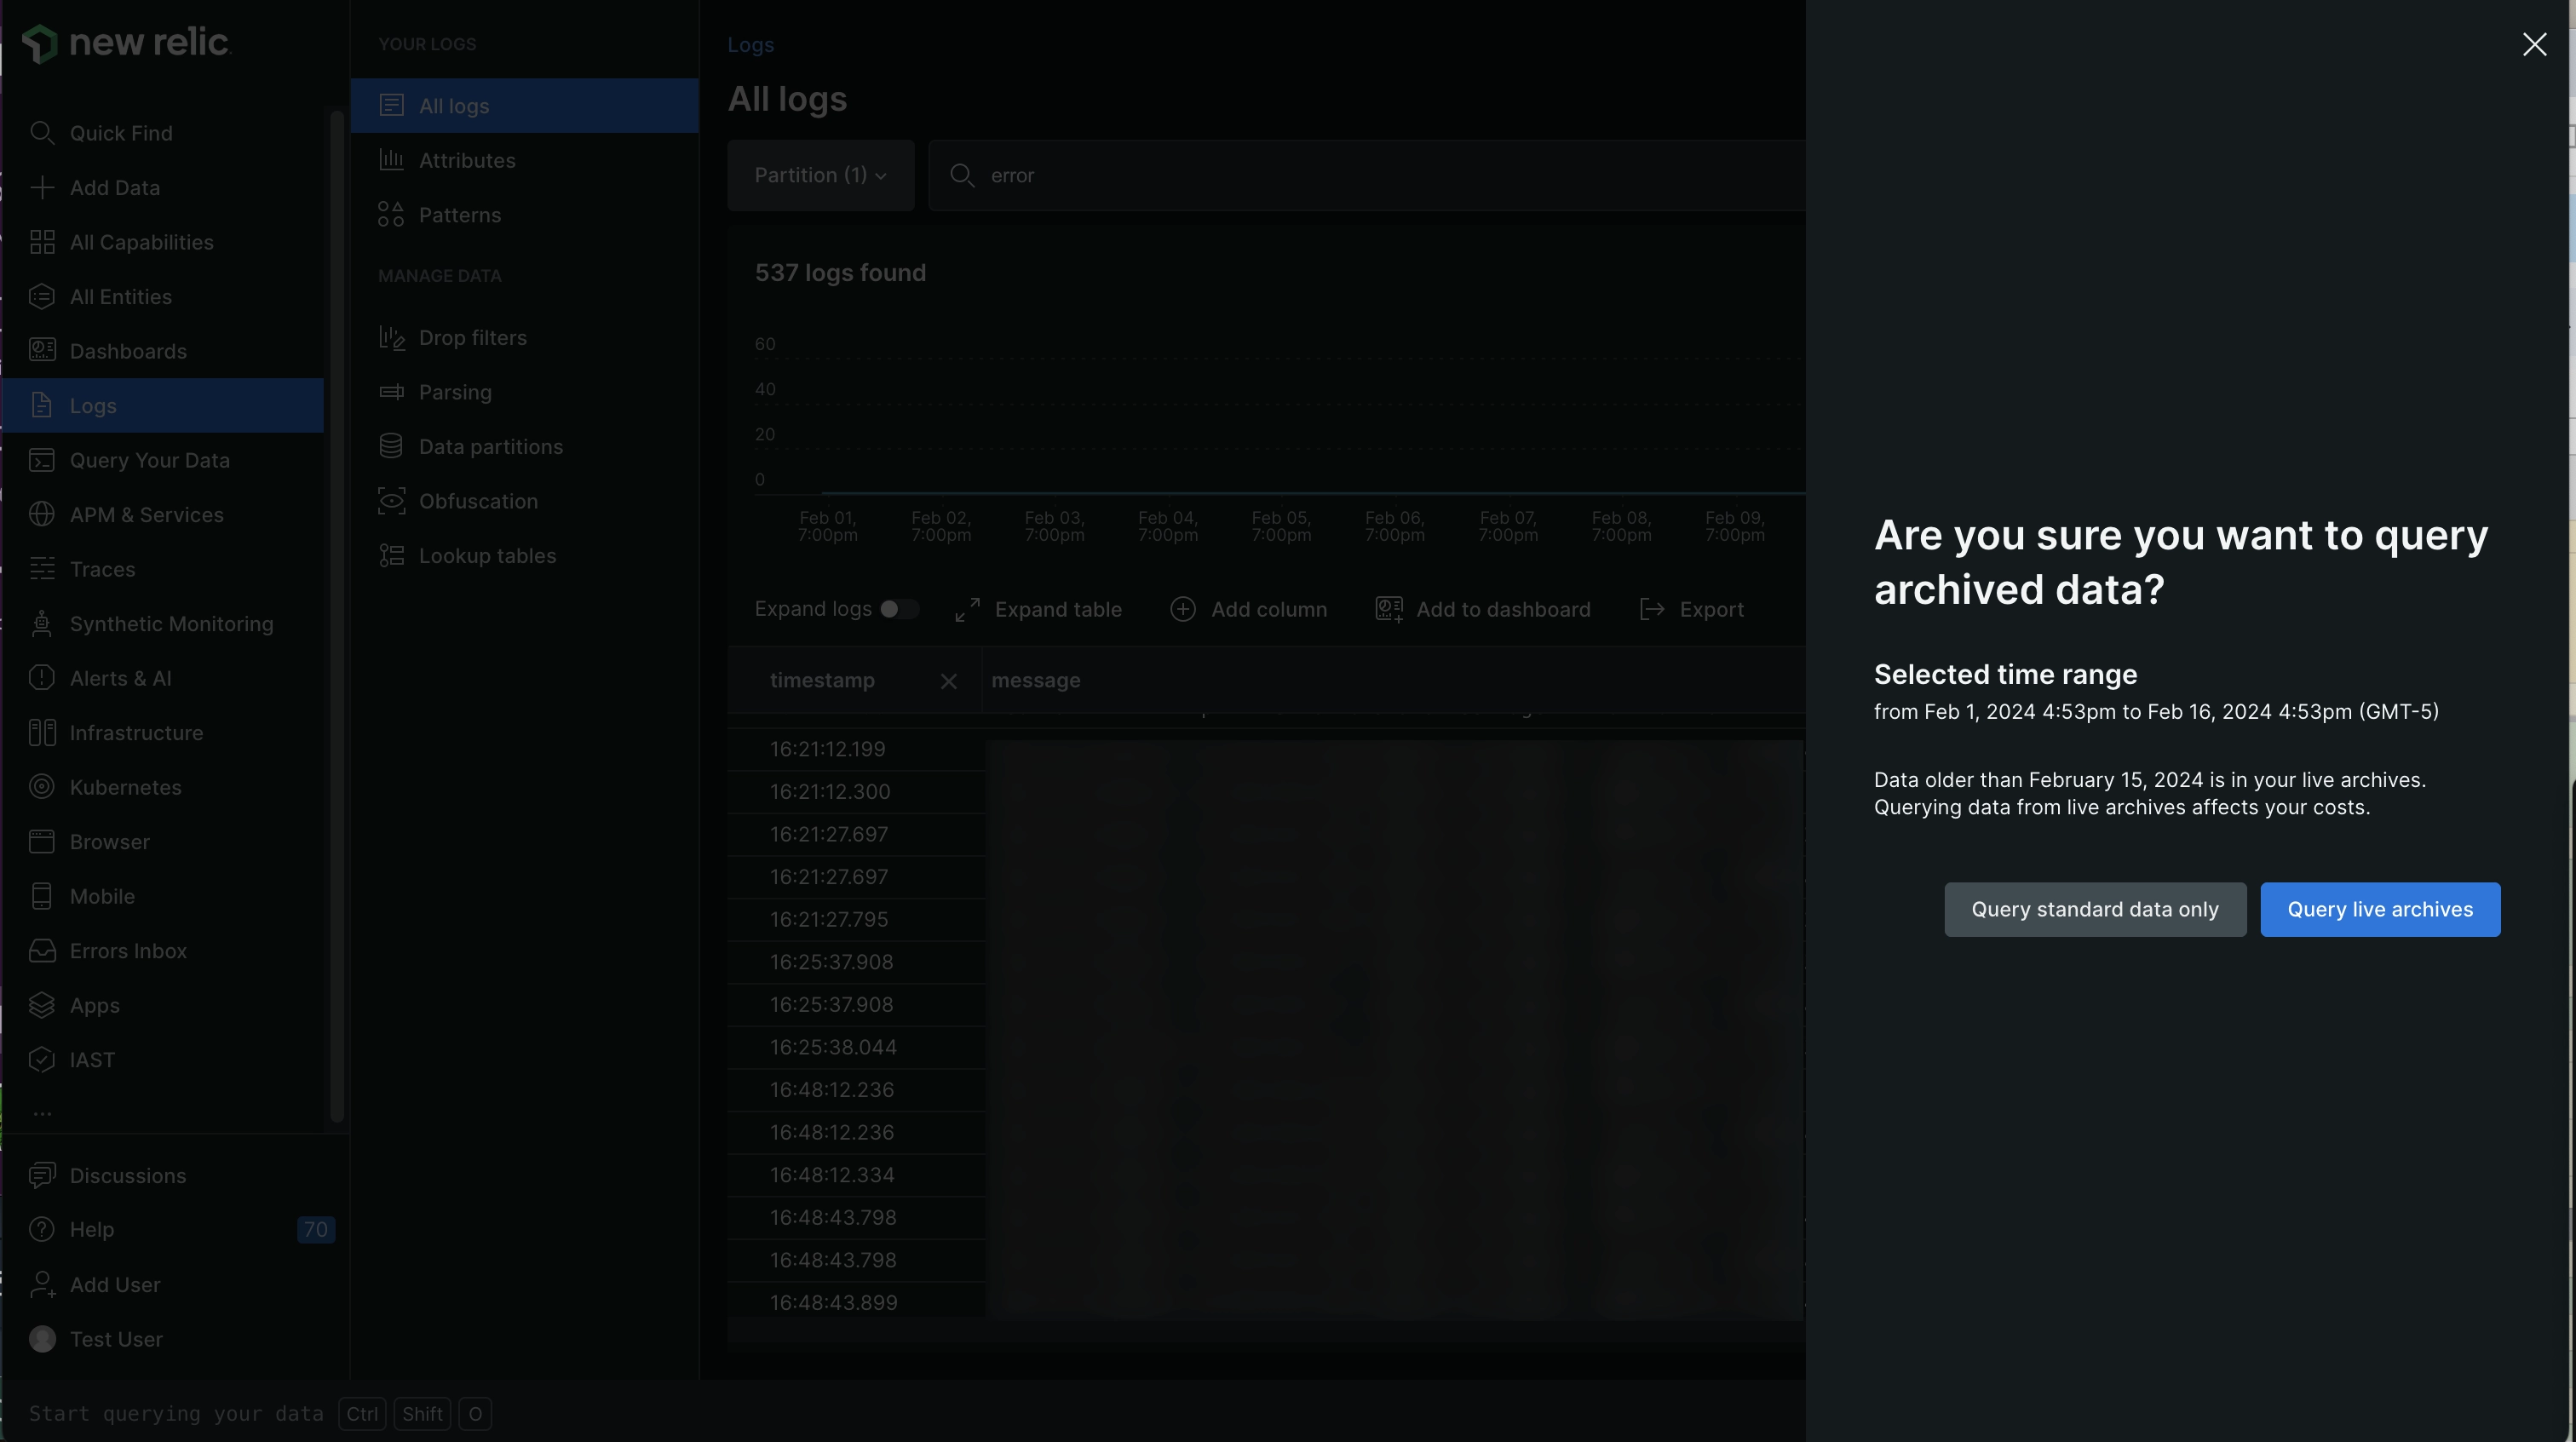 new relic
Quick Find
Add Data
All Capabilities
All Entities
Dashboards
Logs
Query Your Data
APM & Services
Traces
Synthetic Monitoring
Alerts & AI
Infrastructure
Kubernetes
Browser
Mobile
Errors Inbox
Apps
IAST
...
Discussions
Help 70
Add User
Test User
YOUR LOGS
All logs
Attributes
Patterns
MANAGE DATA
Drop filters
Parsing
Data partitions
Obfuscation
Lookup tables
Logs
All logs
Partition (1) error
537 logs found
60
40
20
0
Feb 01, Feb 02, Feb 03, Feb 04, Feb 05, Feb 06, Feb 07, Feb 08, Feb 09,
7:00pm 7:00pm 7:00pm 7:00pm 7:00pm 7:00pm 7:00pm 7:00pm 7:00pm
Expand logs Expand table Add column Add to dashboard Export
timestamp message
16:21:12.199
16:21:12.300
16:21:27.697
16:21:27.697
16:21:27.795
16:25:37.908
16:25:37.908
16:25:38.044
16:48:12.236
16:48:12.236
16:48:12.334
16:48:43.798
16:48:43.798
16:48:43.899
Start querying your data Ctrl Shift O
Are you sure you want to query
archived data?
Selected time range
from Feb 1, 2024 4:53pm to Feb 16, 2024 4:53pm (GMT-5)
Data older than February 15, 2024 is in your live archives.
Querying data from live archives affects your costs.
Query standard data only Query live archives